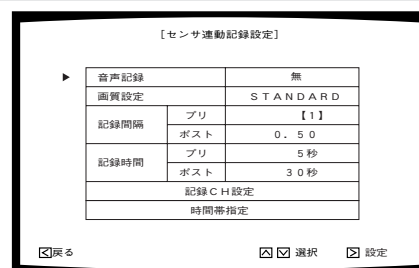 [センサ連動記録設定]
▶ 音声記録 無
画質設定 STANDARD
記録間隔 プリ 【1】
ポスト 0．50
記録時間 プリ 5秒
ポスト 30秒
記録CH設定
時間帯指定
戻る 選択 設定